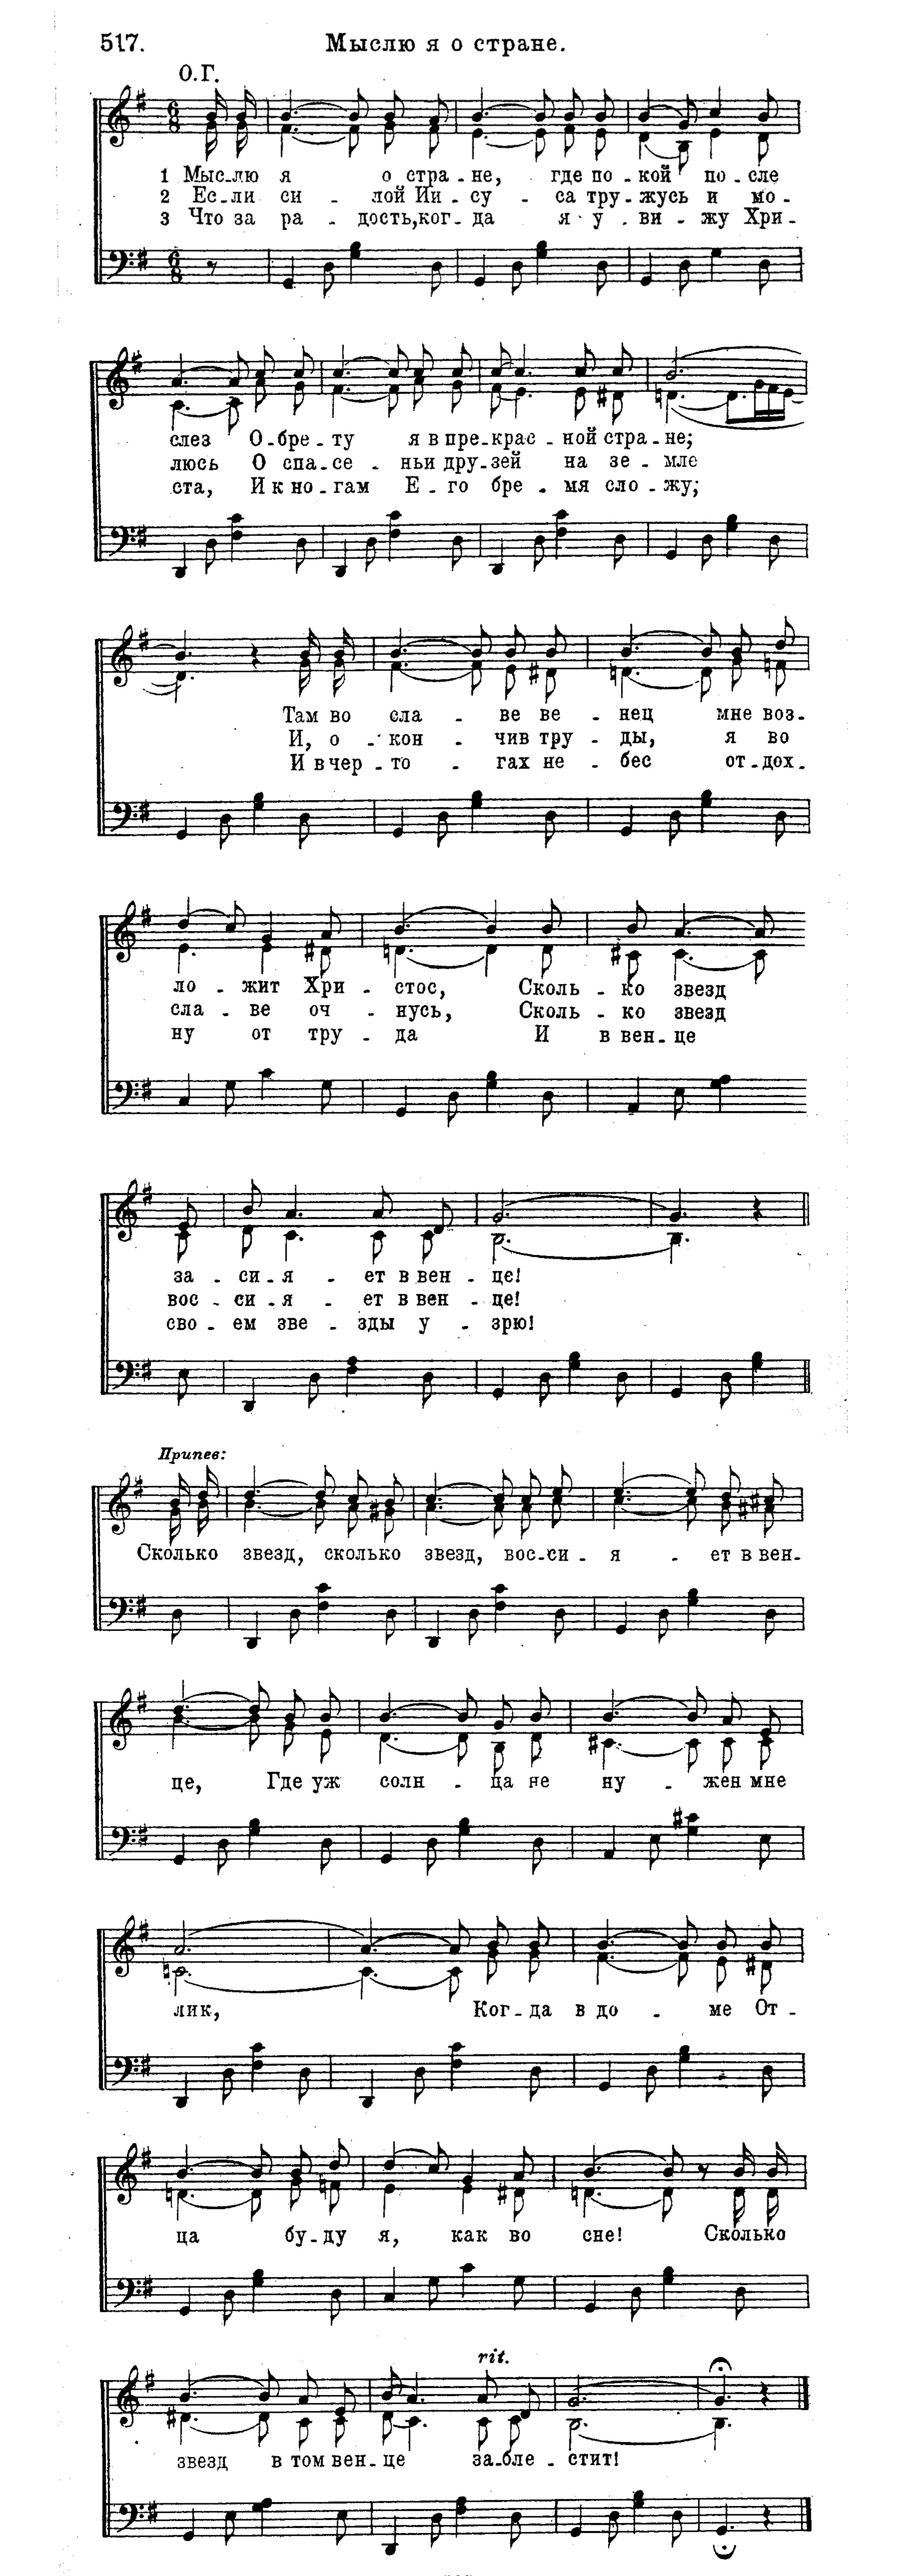 517.
Мыслю я о стране.
О.Г.
1 Мыс-лю я о стра-не, где по-кой по-сле
2 Ес-ли си-лой Ии-су-са тру-жусь и мо-
3 Что за ра-дость,ког-да я у-ви-жу Хри-
слез О-бре-ту я в пре-крас-ной стра-не;
люсь О спа-се-ньи дру-зей на зе-мле
ста, И к но-гам Е-го бре-мя сло-жу;
Там во сла-ве ве-нец мне воз-
И, о-кон-чив тру-ды, я во
И в чер-то-гах не-бес от-дох-
ло-жит Хри-стос, Сколь-ко звезд
сла-ве оч-нусь, Сколь-ко звезд
ну от тру-да И в вен-це
за-си-я-ет в вен-це!
вос-си-я-ет в вен-це!
сво-ем зве-зды у-зрю!
Припев:
Сколько звезд, сколько звезд, вос-си-я-ет в вен-
це, Где уж солн-ца не ну-жен мне
лик, Ког-да в до-ме От-
ца бу-ду я, как во сне! Сколько
rit.
звезд в том вен-це за-бле-стит!